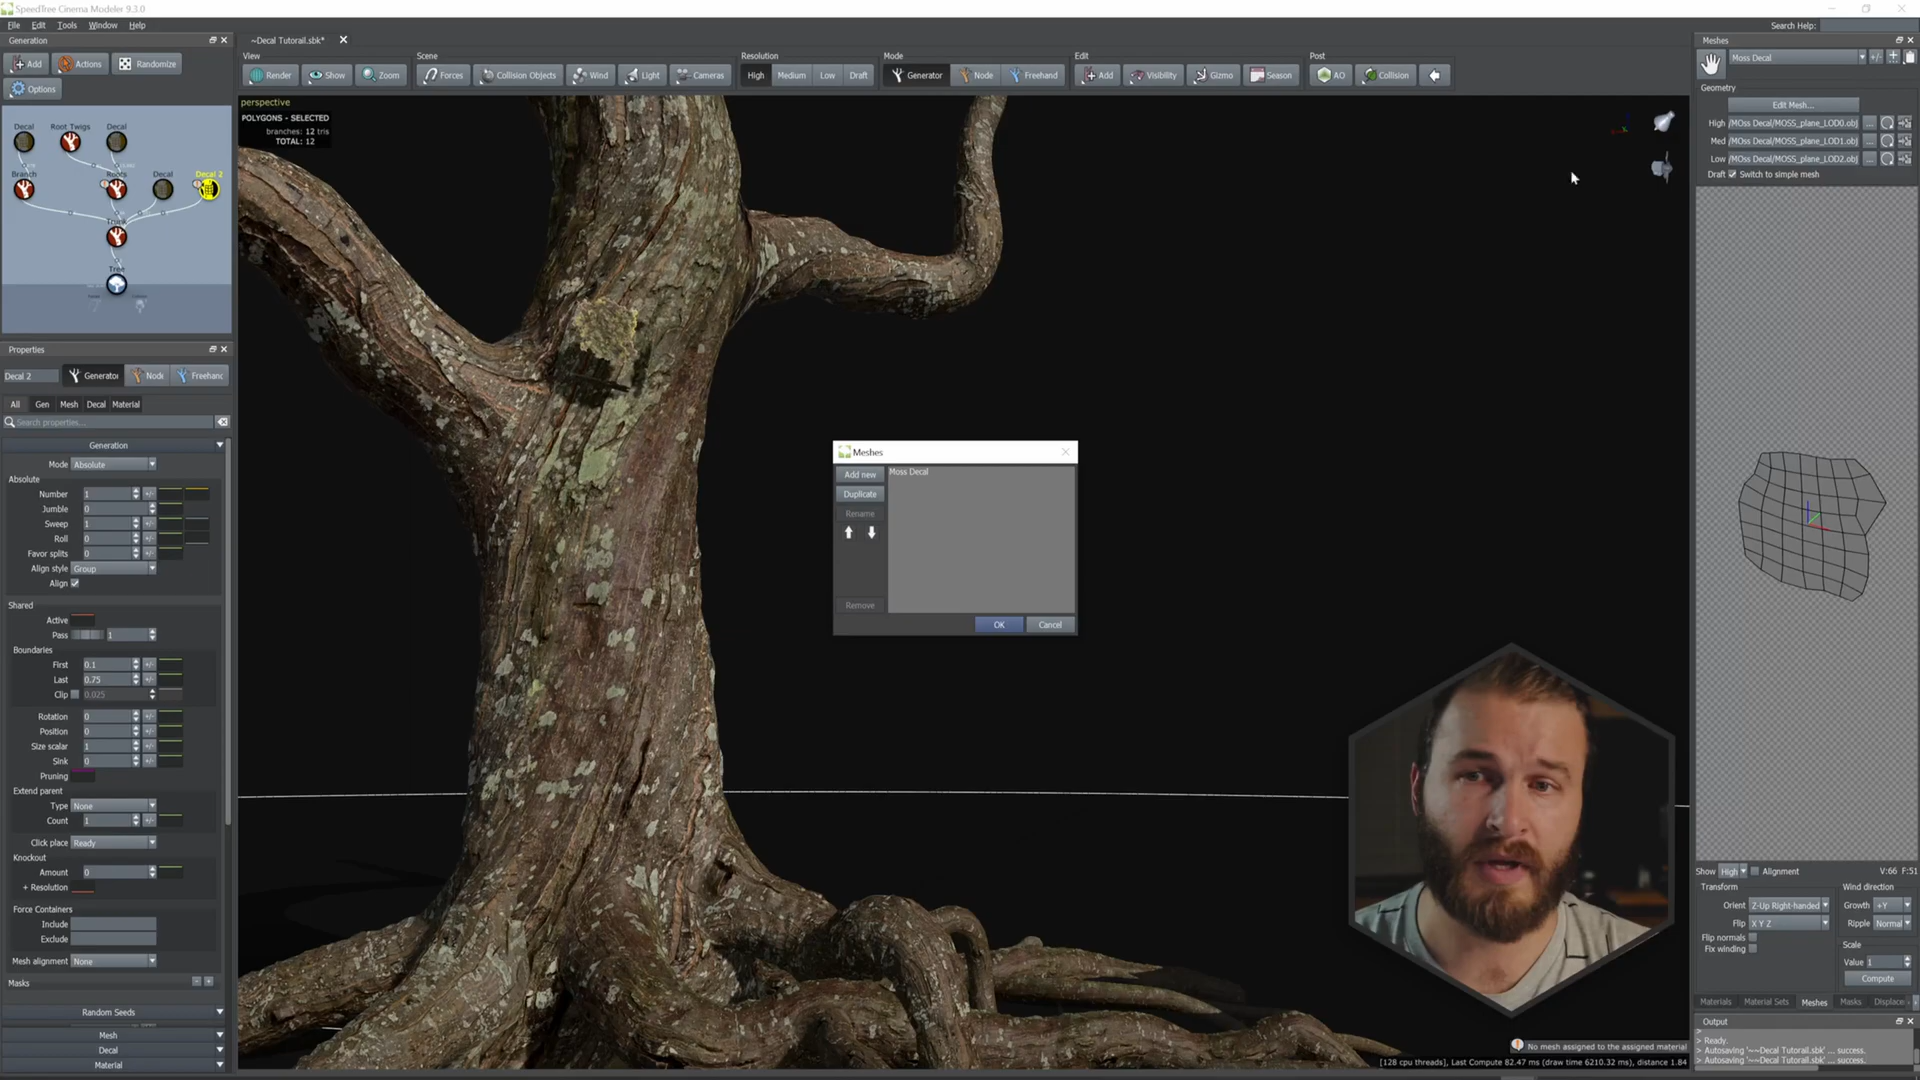 SpeedTree Cinema Modeler 9.3.0
File Edit Tools Window Help
Search Help:
Generation
Add Actions Randomize
Options
Decal Root Twigs Decal
Branch Roots Decal Decal 2
Trunk
Tree
Properties
Decal 2 Generator Node Freehand
All Gen Mesh Decal Material
Search properties...
Generation
Mode Absolute
Absolute
Number 1
Jumble 0
Sweep 1
Roll 0
Favor splits 0
Align style Group
Align
Shared
Active
Pass 1
Boundaries
First 0.1
Last 0.75
Clip 0.025
Rotation 0
Position 0
Size scalar 1
Sink 0
Pruning
Extend parent
Type None
Count 1
Click place Ready
Knockout
Amount 0
+ Resolution
Force Containers
Include
Exclude
Mesh alignment None
Masks
Random Seeds
Mesh
Decal
Material
~Decal Tutorail.sbk*
View Scene Resolution Mode Edit Post
Render Show Zoom Forces Collision Objects Wind Light Cameras High Medium Low Draft Generator Node Freehand Add Visibility Gizmo Season AO Collision
perspective
POLYGONS - SELECTED
branches: 12 tris
TOTAL: 12
Meshes
Add new
Duplicate
Rename
Remove
Moss Decal
OK Cancel
No mesh assigned to the assigned material
[128 cpu threads], Last Compute 82.47 ms (draw time 6210.32 ms), distance 1.84
Meshes
Moss Decal
Geometry
Edit Mesh...
High /MOss Decal/MOSS_plane_LOD0.obj ...
Med /MOss Decal/MOSS_plane_LOD1.obj ...
Low /MOss Decal/MOSS_plane_LOD2.obj ...
Draft Switch to simple mesh
Show High Alignment V:66 F:51
Transform Wind direction
Orient Z-Up Right-handed Growth +Y
Flip X Y Z Ripple Normal
Flip normals
Fix winding
Scale
Value 1
Compute
Materials Material Sets Meshes Masks Displace
Output
>
> Ready.
> Autosaving '~~Decal Tutorail.sbk' ... success.
> Autosaving '~~Decal Tutorail.sbk' ... success.